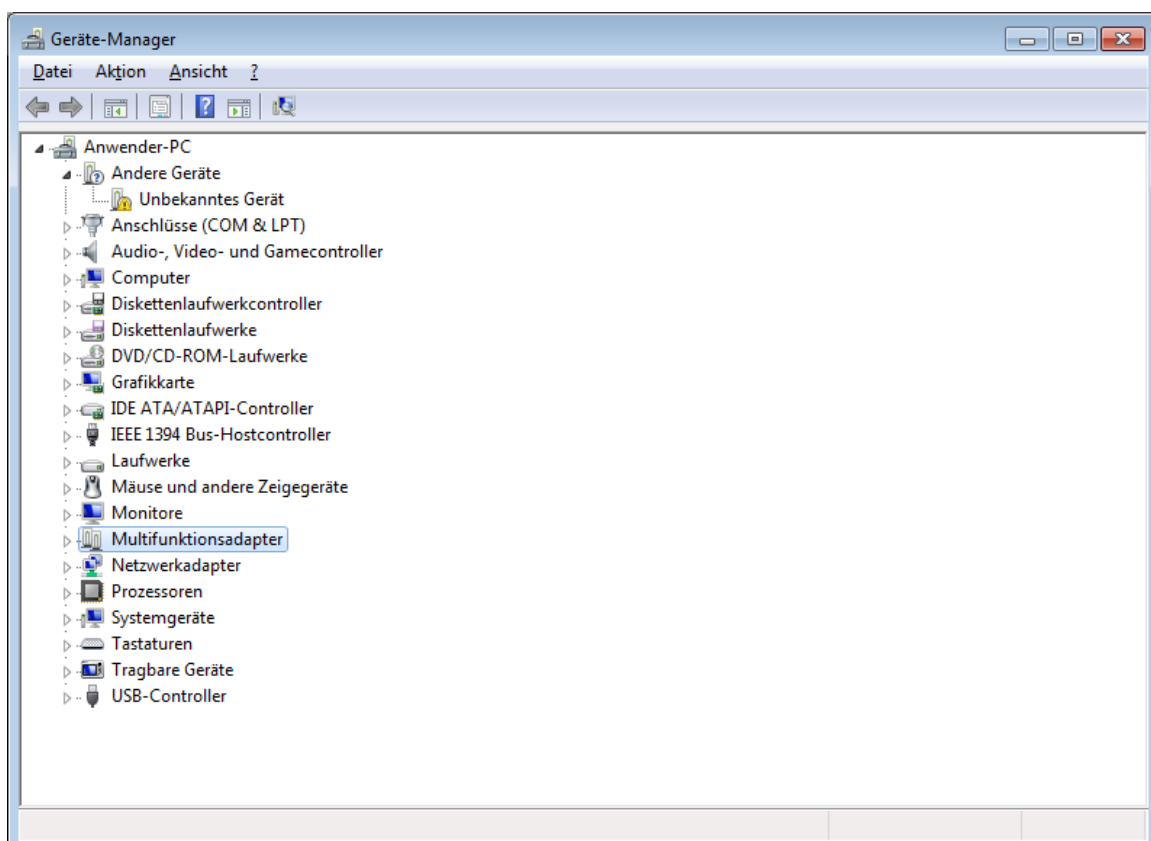 Geräte-Manager
Datei Aktion Ansicht ?
Anwender-PC
Andere Geräte
Unbekanntes Gerät
Anschlüsse (COM & LPT)
Audio-, Video- und Gamecontroller
Computer
Diskettenlaufwerkcontroller
Diskettenlaufwerke
DVD/CD-ROM-Laufwerke
Grafikkarte
IDE ATA/ATAPI-Controller
IEEE 1394 Bus-Hostcontroller
Laufwerke
Mäuse und andere Zeigegeräte
Monitore
Multifunktionsadapter
Netzwerkadapter
Prozessoren
Systemgeräte
Tastaturen
Tragbare Geräte
USB-Controller